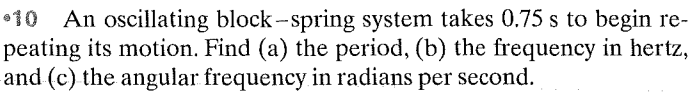 •10 An oscillating block–spring system takes 0.75 s to begin re-
peating its motion. Find (a) the period, (b) the frequency in hertz,
and (c) the angular frequency in radians per second.